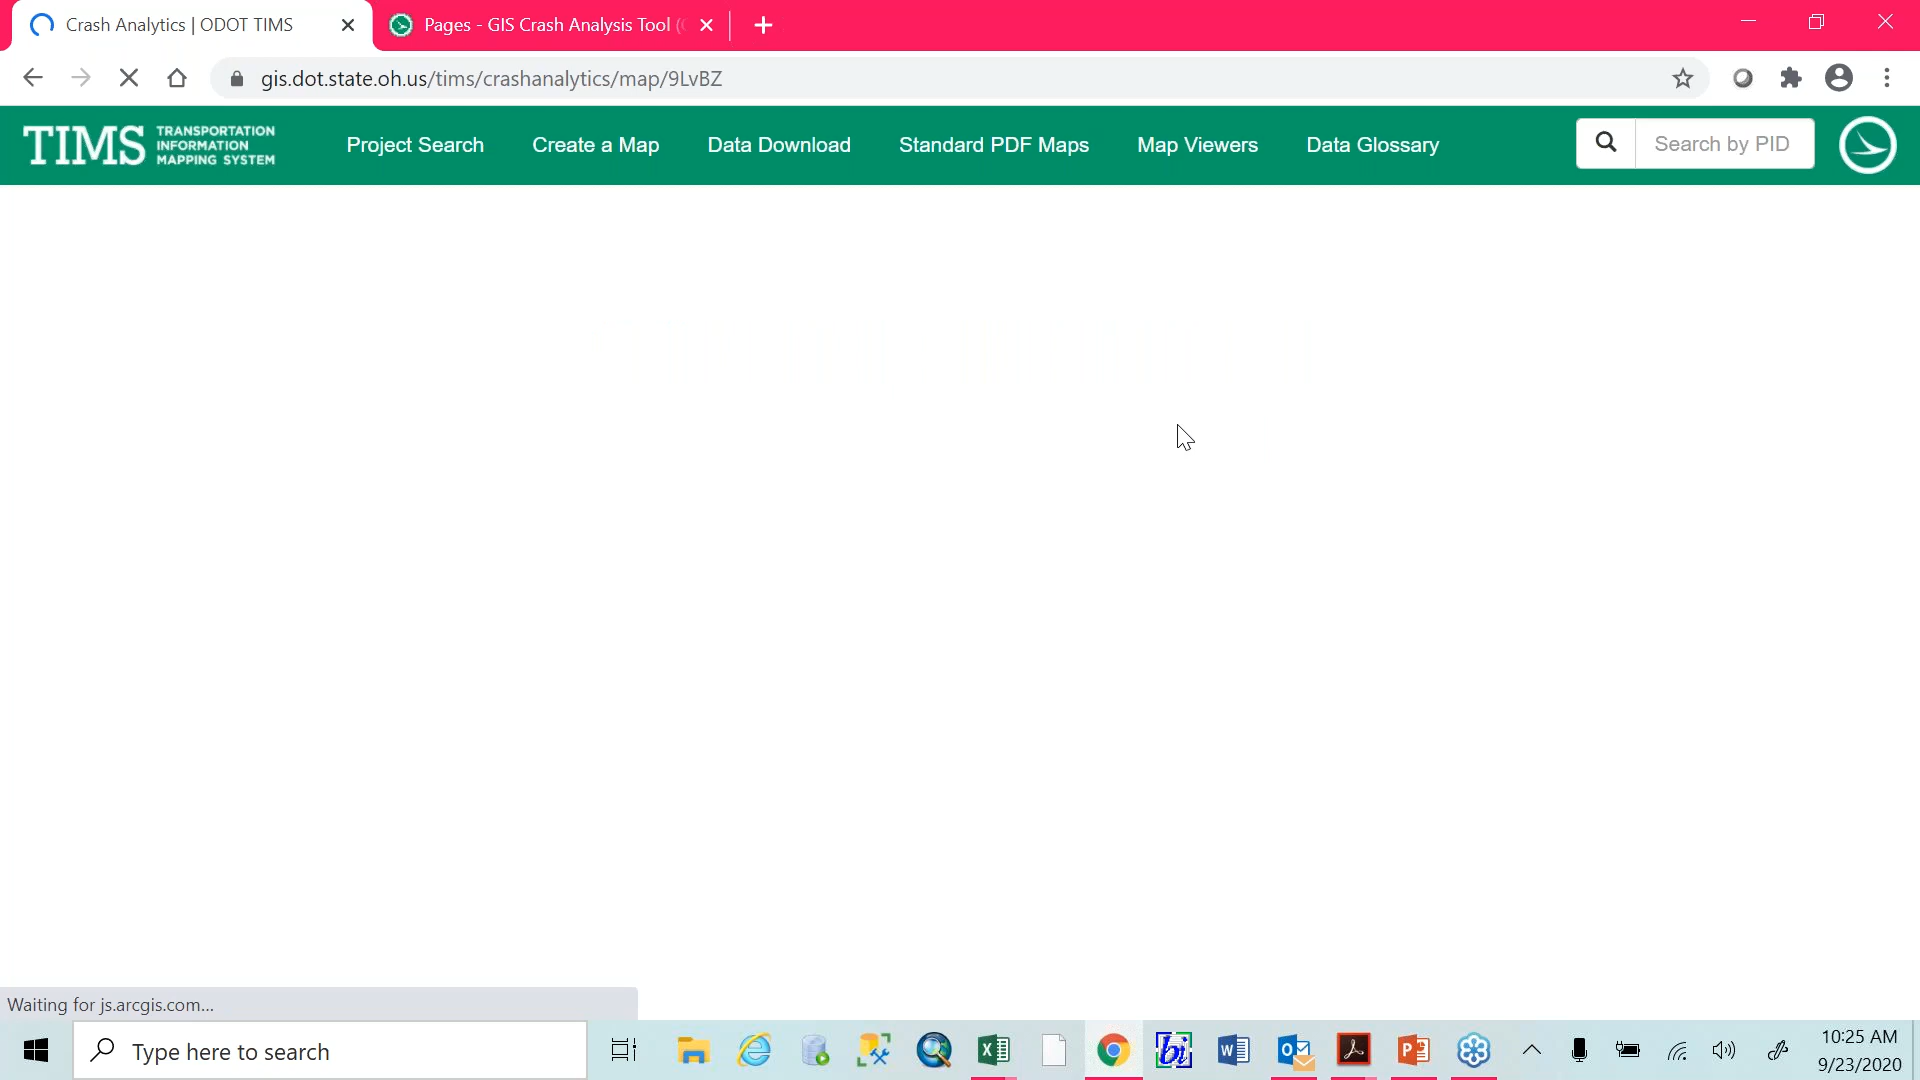 Crash Analytics | ODOT TIMS
Pages - GIS Crash Analysis Tool (
gis.dot.state.oh.us/tims/crashanalytics/map/9LvBZ
TIMS TRANSPORTATION
INFORMATION
MAPPING SYSTEM
Project Search
Create a Map
Data Download
Standard PDF Maps
Map Viewers
Data Glossary
Search by PID
Waiting for js.arcgis.com...
Type here to search
bi
10:25 AM
9/23/2020